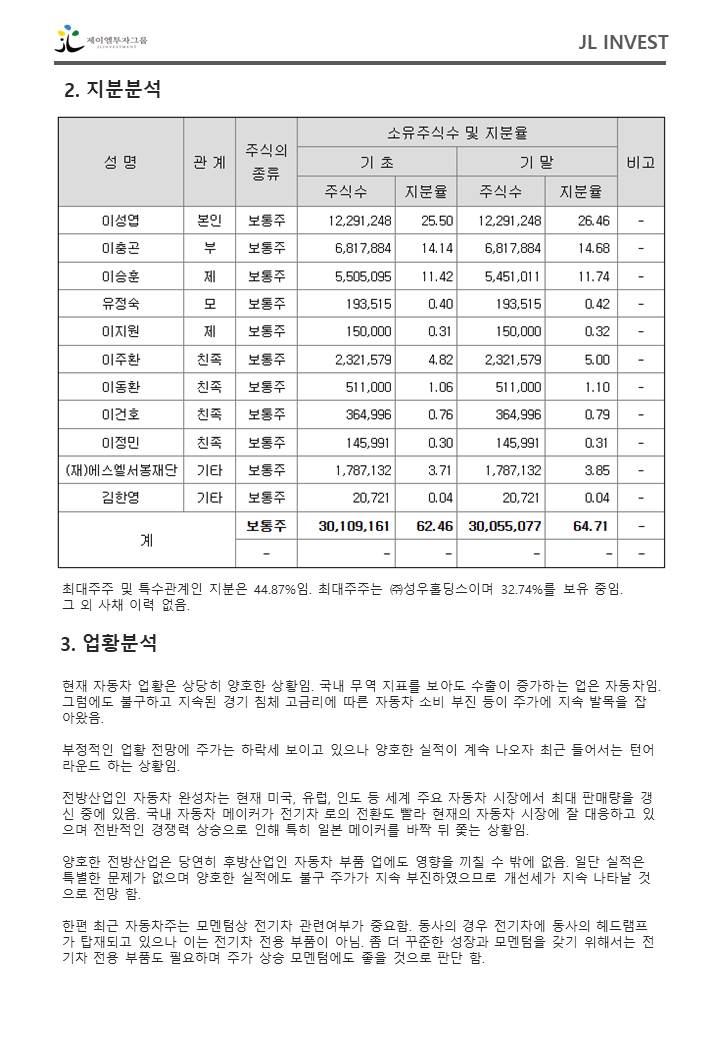 제이엘투자그룹
JLINVESTMENT
JL INVEST
2. 지분분석
성 명 관 계 주식의 종류 소유주식수 및 지분율 비고
기 초 기 말
주식수 지분율 주식수 지분율
이성엽 본인 보통주 12,291,248 25.50 12,291,248 26.46 -
이충곤 부 보통주 6,817,884 14.14 6,817,884 14.68 -
이승훈 제 보통주 5,505,095 11.42 5,451,011 11.74 -
유정숙 모 보통주 193,515 0.40 193,515 0.42 -
이지원 제 보통주 150,000 0.31 150,000 0.32 -
이주환 친족 보통주 2,321,579 4.82 2,321,579 5.00 -
이동환 친족 보통주 511,000 1.06 511,000 1.10 -
이건호 친족 보통주 364,996 0.76 364,996 0.79 -
이정민 친족 보통주 145,991 0.30 145,991 0.31 -
(재)에스엘서봉재단 기타 보통주 1,787,132 3.71 1,787,132 3.85 -
김한영 기타 보통주 20,721 0.04 20,721 0.04 -
계 보통주 30,109,161 62.46 30,055,077 64.71 -
- - - - - -
최대주주 및 특수관계인 지분은 44.87%임. 최대주주는 ㈜성우홀딩스이며 32.74%를 보유 중임.
그 외 사채 이력 없음.
3. 업황분석
현재 자동차 업황은 상당히 양호한 상황임. 국내 무역 지표를 보아도 수출이 증가하는 업은 자동차임.
그럼에도 불구하고 지속된 경기 침체 고금리에 따른 자동차 소비 부진 등이 주가에 지속 발목을 잡
아왔음.
부정적인 업황 전망에 주가는 하락세 보이고 있으나 양호한 실적이 계속 나오자 최근 들어서는 턴어
라운드 하는 상황임.
전방산업인 자동차 완성차는 현재 미국, 유럽, 인도 등 세계 주요 자동차 시장에서 최대 판매량을 갱
신 중에 있음. 국내 자동차 메이커가 전기차 로의 전환도 빨라 현재의 자동차 시장에 잘 대응하고 있
으며 전반적인 경쟁력 상승으로 인해 특히 일본 메이커를 바짝 뒤 쫓는 상황임.
양호한 전방산업은 당연히 후방산업인 자동차 부품 업에도 영향을 끼칠 수 밖에 없음. 일단 실적은
특별한 문제가 없으며 양호한 실적에도 불구 주가가 지속 부진하였으므로 개선세가 지속 나타날 것
으로 전망 함.
한편 최근 자동차주는 모멘텀상 전기차 관련여부가 중요함. 동사의 경우 전기차에 동사의 헤드램프
가 탑재되고 있으나 이는 전기차 전용 부품이 아님. 좀 더 꾸준한 성장과 모멘텀을 갖기 위해서는 전
기차 전용 부품도 필요하며 주가 상승 모멘텀에도 좋을 것으로 판단 함.